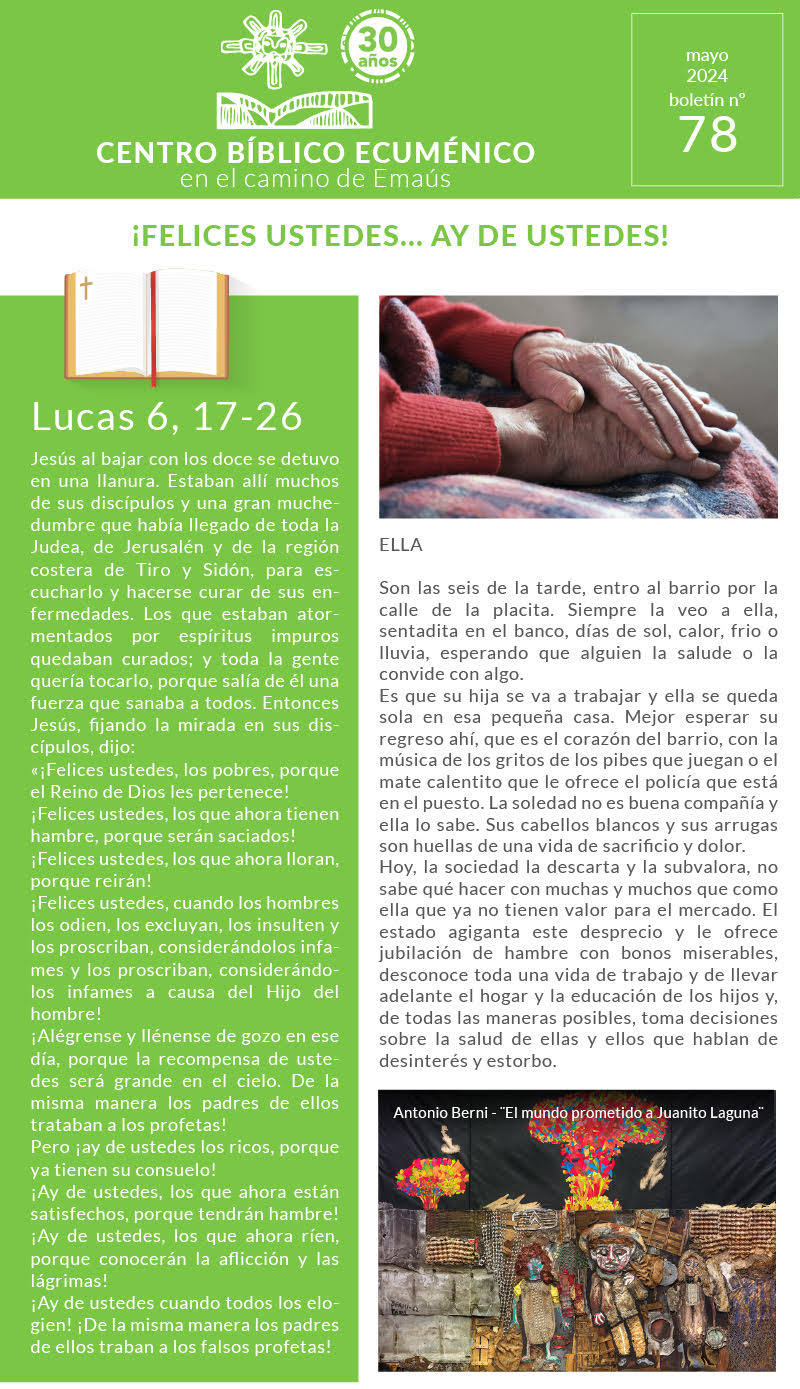 30
años
CENTRO BÍBLICO ECUMÉNICO
en el camino de Emaús
mayo
2024
boletín nº
78
¡FELICES USTEDES... AY DE USTEDES!
Lucas 6, 17-26
Jesús al bajar con los doce se detuvo
en una llanura. Estaban allí muchos
de sus discípulos y una gran muche-
dumbre que había llegado de toda la
Judea, de Jerusalén y de la región
costera de Tiro y Sidón, para es-
cucharlo y hacerse curar de sus en-
fermedades. Los que estaban ator-
mentados por espíritus impuros
quedaban curados; y toda la gente
quería tocarlo, porque salía de él una
fuerza que sanaba a todos. Entonces
Jesús, fijando la mirada en sus dis-
cípulos, dijo:
«¡Felices ustedes, los pobres, porque
el Reino de Dios les pertenece!
¡Felices ustedes, los que ahora tienen
hambre, porque serán saciados!
¡Felices ustedes, los que ahora lloran,
porque reirán!
¡Felices ustedes, cuando los hombres
los odien, los excluyan, los insulten y
los proscriban, considerándolos infa-
mes y los proscriban, considerándo-
los infames a causa del Hijo del
hombre!
¡Alégrense y llénense de gozo en ese
día, porque la recompensa de uste-
des será grande en el cielo. De la
misma manera los padres de ellos
trataban a los profetas!
Pero ¡ay de ustedes los ricos, porque
ya tienen su consuelo!
¡Ay de ustedes, los que ahora están
satisfechos, porque tendrán hambre!
¡Ay de ustedes, los que ahora ríen,
porque conocerán la aflicción y las
lágrimas!
¡Ay de ustedes cuando todos los elo-
gien! ¡De la misma manera los padres
de ellos traban a los falsos profetas!
ELLA
Son las seis de la tarde, entro al barrio por la
calle de la placita. Siempre la veo a ella,
sentadita en el banco, días de sol, calor, frio o
lluvia, esperando que alguien la salude o la
convide con algo.
Es que su hija se va a trabajar y ella se queda
sola en esa pequeña casa. Mejor esperar su
regreso ahí, que es el corazón del barrio, con la
música de los gritos de los pibes que juegan o el
mate calentito que le ofrece el policía que está
en el puesto. La soledad no es buena compañía y
ella lo sabe. Sus cabellos blancos y sus arrugas
son huellas de una vida de sacrificio y dolor.
Hoy, la sociedad la descarta y la subvalora, no
sabe qué hacer con muchas y muchos que como
ella que ya no tienen valor para el mercado. El
estado agiganta este desprecio y le ofrece
jubilación de hambre con bonos miserables,
desconoce toda una vida de trabajo y de llevar
adelante el hogar y la educación de los hijos y,
de todas las maneras posibles, toma decisiones
sobre la salud de ellas y ellos que hablan de
desinterés y estorbo.
Antonio Berni - ¨El mundo prometido a Juanito Laguna¨